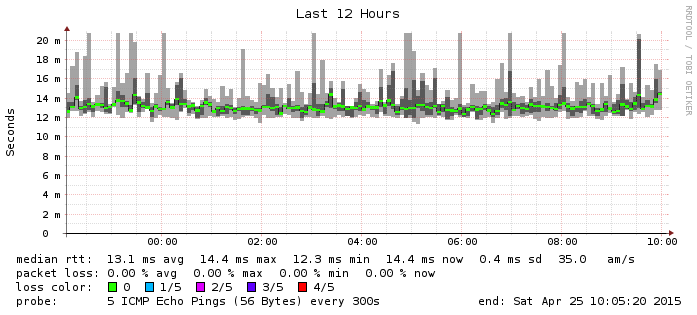 Last 12 Hours
RRDTOOL / TOBI OETIKER
Seconds
20 m
18 m
16 m
14 m
12 m
10 m
8 m
6 m
4 m
2 m
0
00:00 02:00 04:00 06:00 08:00 10:00
median rtt: 13.1 ms avg 14.4 ms max 12.3 ms min 14.4 ms now 0.4 ms sd 35.0 am/s
packet loss: 0.00 % avg 0.00 % max 0.00 % min 0.00 % now
loss color: 0 1/5 2/5 3/5 4/5
probe: 5 ICMP Echo Pings (56 Bytes) every 300s end: Sat Apr 25 10:05:20 2015